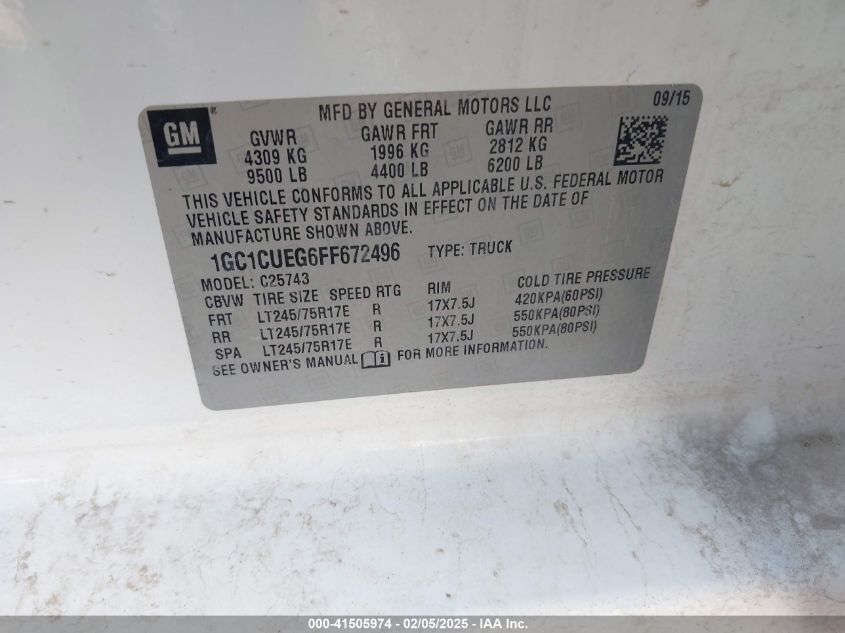 MFD BY GENERAL MOTORS LLC 09/15
GM ®
GVWR GAWR FRT GAWR RR
4309 KG 1996 KG 2812 KG
9500 LB 4400 LB 6200 LB
THIS VEHICLE CONFORMS TO ALL APPLICABLE U.S. FEDERAL MOTOR
VEHICLE SAFETY STANDARDS IN EFFECT ON THE DATE OF
MANUFACTURE SHOWN ABOVE.
1GC1CUEG6FF672496 TYPE: TRUCK
MODEL: C25743
CBVW TIRE SIZE SPEED RTG RIM COLD TIRE PRESSURE
FRT LT245/75R17E R 17X7.5J 420KPA(60PSI)
RR LT245/75R17E R 17X7.5J 550KPA(80PSI)
SPA LT245/75R17E R 17X7.5J 550KPA(80PSI)
SEE OWNER'S MANUAL i FOR MORE INFORMATION.
000-41505974 - 02/05/2025 - IAA Inc.